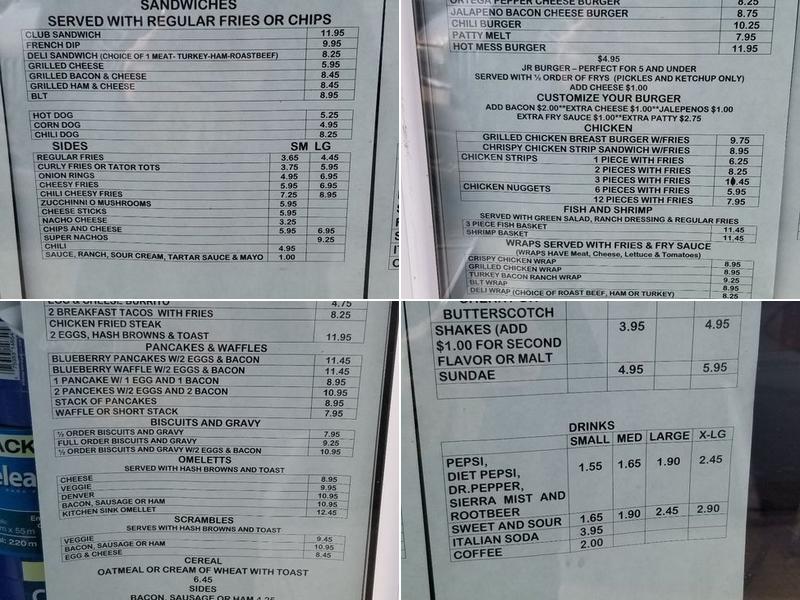 SANDWICHES
SERVED WITH REGULAR FRIES OR CHIPS
CLUB SANDWICH 11.95
FRENCH DIP 9.95
DELI SANDWICH (CHOICE OF 1 MEAT- TURKEY-HAM-ROASTBEEF) 8.25
GRILLED CHEESE 5.95
GRILLED BACON & CHEESE 8.45
GRILLED HAM & CHEESE 8.45
BLT 8.95
HOT DOG 5.25
CORN DOG 4.95
CHILI DOG 8.25
SIDES SM LG
REGULAR FRIES 3.65 4.45
CURLY FRIES OR TATOR TOTS 3.75 5.95
ONION RINGS 4.95 6.95
CHEESY FRIES 5.95 6.95
CHILI CHEESY FRIES 7.25 8.95
ZUCCHINNI O MUSHROOMS 5.95
CHEESE STICKS 5.95
NACHO CHEESE 3.25
CHIPS AND CHEESE 5.95 6.95
SUPER NACHOS 9.25
CHILI 4.95
SAUCE, RANCH, SOUR CREAM, TARTAR SAUCE & MAYO 1.00
ORTEGA PEPPER CHEESE BURGER 8.25
JALAPENO BACON CHEESE BURGER 8.75
CHILI BURGER 10.25
PATTY MELT 7.95
HOT MESS BURGER 11.95
$4.95
JR BURGER – PERFECT FOR 5 AND UNDER
SERVED WITH ½ ORDER OF FRYS (PICKLES AND KETCHUP ONLY)
ADD CHEESE $1.00
CUSTOMIZE YOUR BURGER
ADD BACON $2.00**EXTRA CHEESE $1.00**JALEPENOS $1.00
EXTRA FRY SAUCE $1.00**EXTRA PATTY $2.75
CHICKEN
GRILLED CHICKEN BREAST BURGER W/FRIES 9.75
CHRISPY CHICKEN STRIP SANDWICH W/FRIES 8.95
CHICKEN STRIPS 1 PIECE WITH FRIES 6.25
2 PIECES WITH FRIES 8.25
3 PIECES WITH FRIES 10.45
CHICKEN NUGGETS 6 PIECES WITH FRIES 5.95
12 PIECES WITH FRIES 7.95
FISH AND SHRIMP
SERVED WITH GREEN SALAD, RANCH DRESSING & REGULAR FRIES
3 PIECE FISH BASKET 11.45
SHRIMP BASKET 11.45
WRAPS SERVED WITH FRIES & FRY SAUCE
(WRAPS HAVE Meat, Cheese, Lettuce & Tomatoes)
CRISPY CHICKEN WRAP 8.95
GRILLED CHICKEN WRAP 8.95
TURKEY BACON RANCH WRAP 9.25
BLT WRAP 8.95
DELI WRAP (CHOICE OF ROAST BEEF, HAM OR TURKEY) 8.25
EGG & CHEESE BURRITO 4.75
2 BREAKFAST TACOS WITH FRIES 8.25
CHICKEN FRIED STEAK
2 EGGS, HASH BROWNS & TOAST 11.95
PANCAKES & WAFFLES
BLUEBERRY PANCAKES W/2 EGGS & BACON 11.45
BLUEBERRY WAFFLE W/2 EGGS & BACON 11.45
1 PANCAKE W/ 1 EGG AND 1 BACON 8.95
2 PANCEKES W/2 EGGS AND 2 BACON 10.95
STACK OF PANCAKES 8.95
WAFFLE OR SHORT STACK 7.95
BISCUITS AND GRAVY
½ ORDER BISCUITS AND GRAVY 7.95
FULL ORDER BISCUITS AND GRAVY 9.25
½ ORDER BISCUITS AND GRAVY W/2 EGGS & BACON 10.95
OMELETTS
SERVED WITH HASH BROWNS AND TOAST
CHEESE 8.95
VEGGIE 9.95
DENVER 10.95
BACON, SAUSAGE OR HAM 10.95
KITCHEN SINK OMELLET 12.45
SCRAMBLES
SERVES WITH HASH BROWNS AND TOAST
VEGGIE 9.45
BACON, SAUSAGE OR HAM 10.95
EGG & CHEESE 8.45
CEREAL
OATMEAL OR CREAM OF WHEAT WITH TOAST
6.45
SIDES
BACON, SAUSAGE OR HAM 4.25
BUTTERSCOTCH
SHAKES (ADD 3.95 4.95
$1.00 FOR SECOND
FLAVOR OR MALT
SUNDAE 4.95 5.95
DRINKS
SMALL MED LARGE X-LG
PEPSI, 1.55 1.65 1.90 2.45
DIET PEPSI,
DR.PEPPER,
SIERRA MIST AND
ROOTBEER
SWEET AND SOUR 1.65 1.90 2.45 2.90
ITALIAN SODA 3.95
COFFEE 2.00